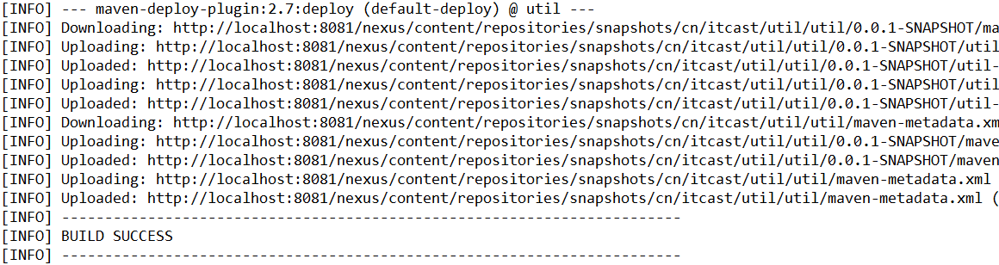 [INFO] --- maven-deploy-plugin:2.7:deploy (default-deploy) @ util ---
[INFO] Downloading: http://localhost:8081/nexus/content/repositories/snapshots/cn/itcast/util/util/0.0.1-SNAPSHOT/ma
[INFO] Uploading: http://localhost:8081/nexus/content/repositories/snapshots/cn/itcast/util/util/0.0.1-SNAPSHOT/util
[INFO] Uploaded: http://localhost:8081/nexus/content/repositories/snapshots/cn/itcast/util/util/0.0.1-SNAPSHOT/util-
[INFO] Uploading: http://localhost:8081/nexus/content/repositories/snapshots/cn/itcast/util/util/0.0.1-SNAPSHOT/util
[INFO] Uploaded: http://localhost:8081/nexus/content/repositories/snapshots/cn/itcast/util/util/0.0.1-SNAPSHOT/util-
[INFO] Downloading: http://localhost:8081/nexus/content/repositories/snapshots/cn/itcast/util/util/maven-metadata.xm
[INFO] Uploading: http://localhost:8081/nexus/content/repositories/snapshots/cn/itcast/util/util/0.0.1-SNAPSHOT/mave
[INFO] Uploaded: http://localhost:8081/nexus/content/repositories/snapshots/cn/itcast/util/util/0.0.1-SNAPSHOT/maven
[INFO] Uploading: http://localhost:8081/nexus/content/repositories/snapshots/cn/itcast/util/util/maven-metadata.xml
[INFO] Uploaded: http://localhost:8081/nexus/content/repositories/snapshots/cn/itcast/util/util/maven-metadata.xml (
[INFO] ------------------------------------------------------------------------
[INFO] BUILD SUCCESS
[INFO] ------------------------------------------------------------------------